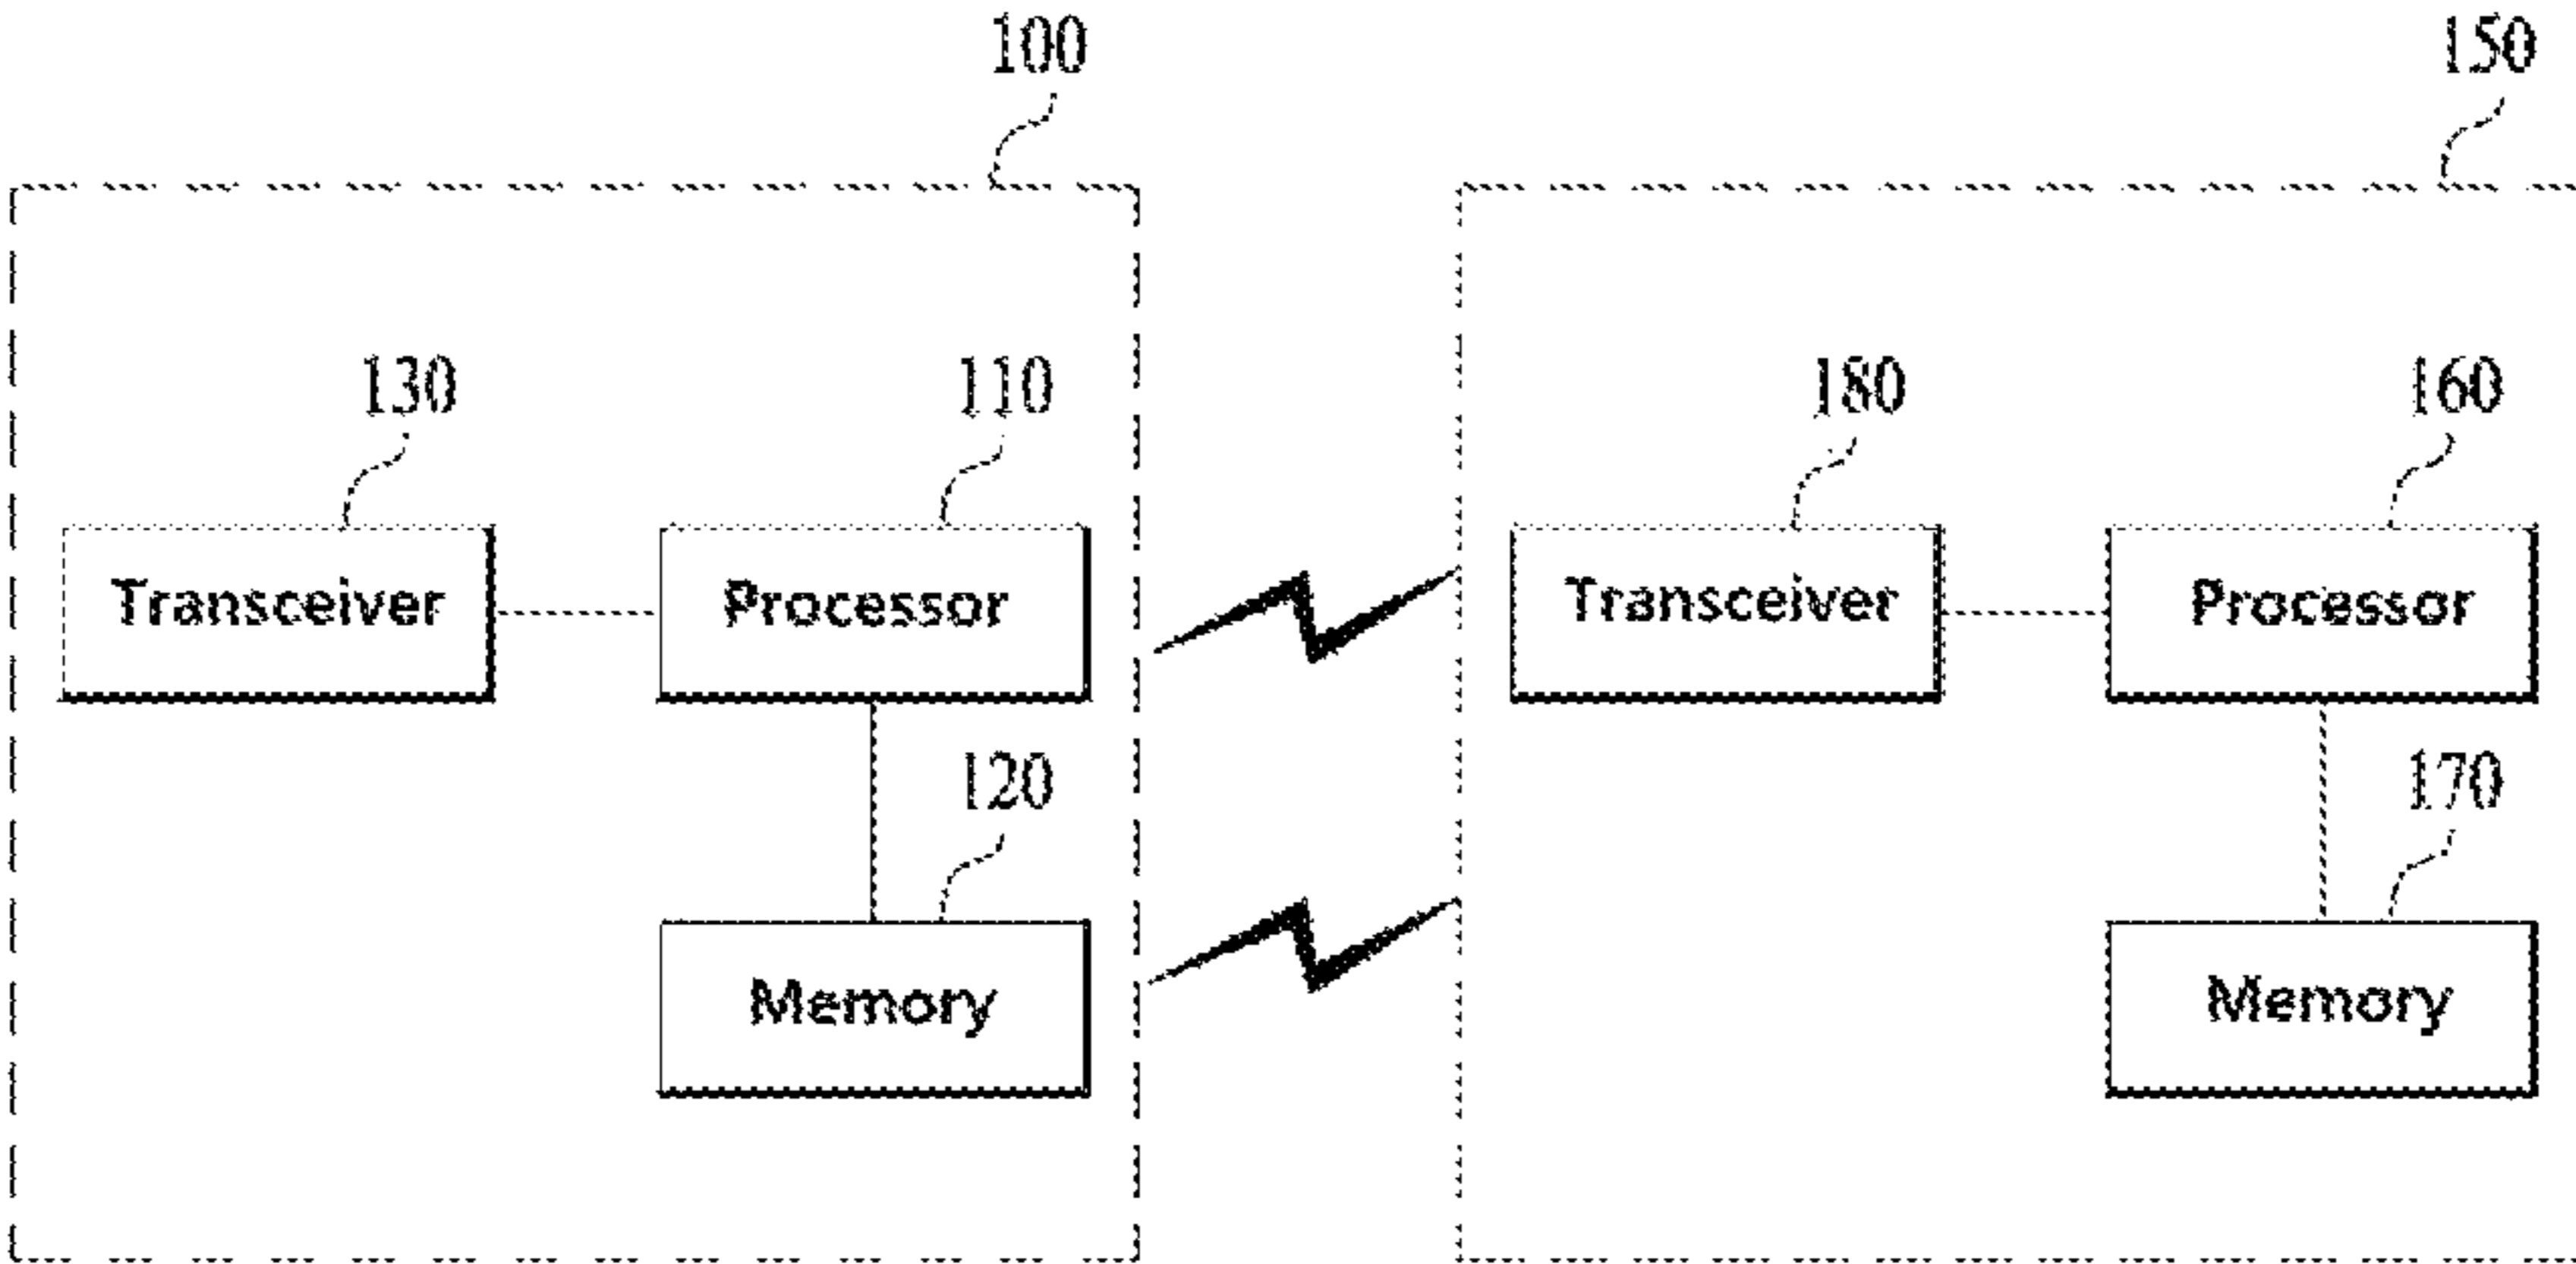 100 150
130 110 180 160
Transceiver Processor Transceiver Processor
120 170
Memory Memory